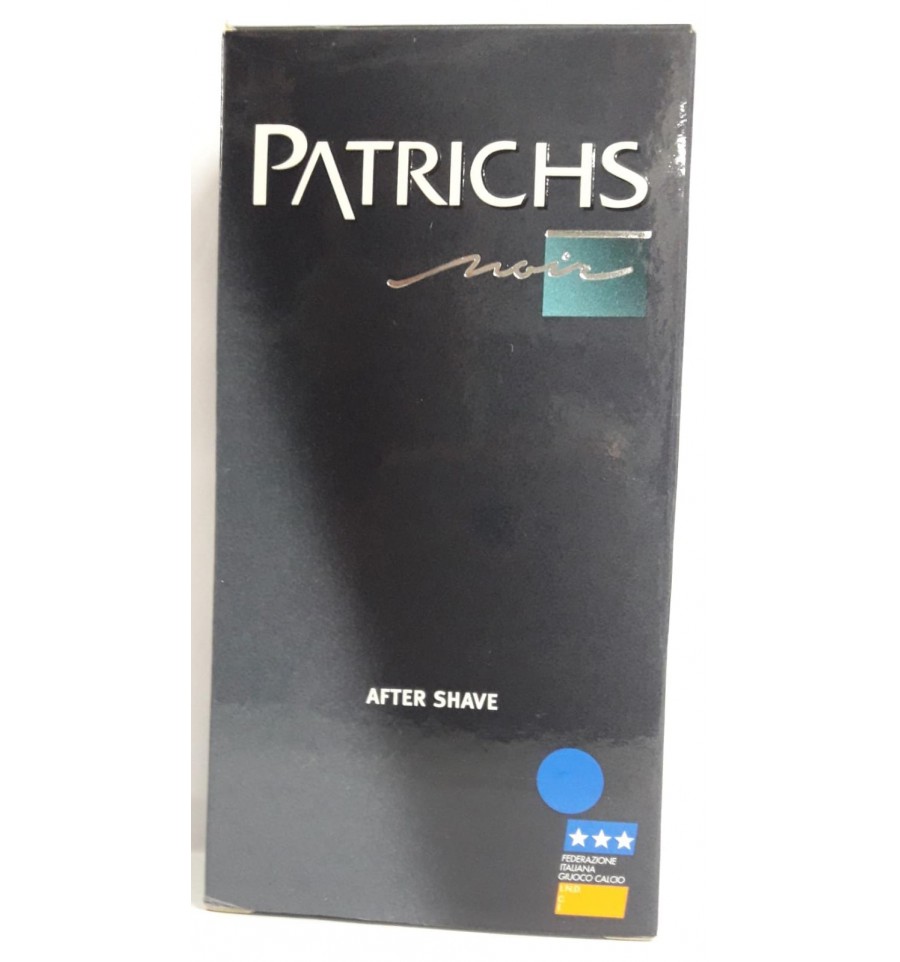 PATRICHS
noir
AFTER SHAVE
FEDERAZIONE
ITALIANA
GIUOCO CALCIO
L.N.D.